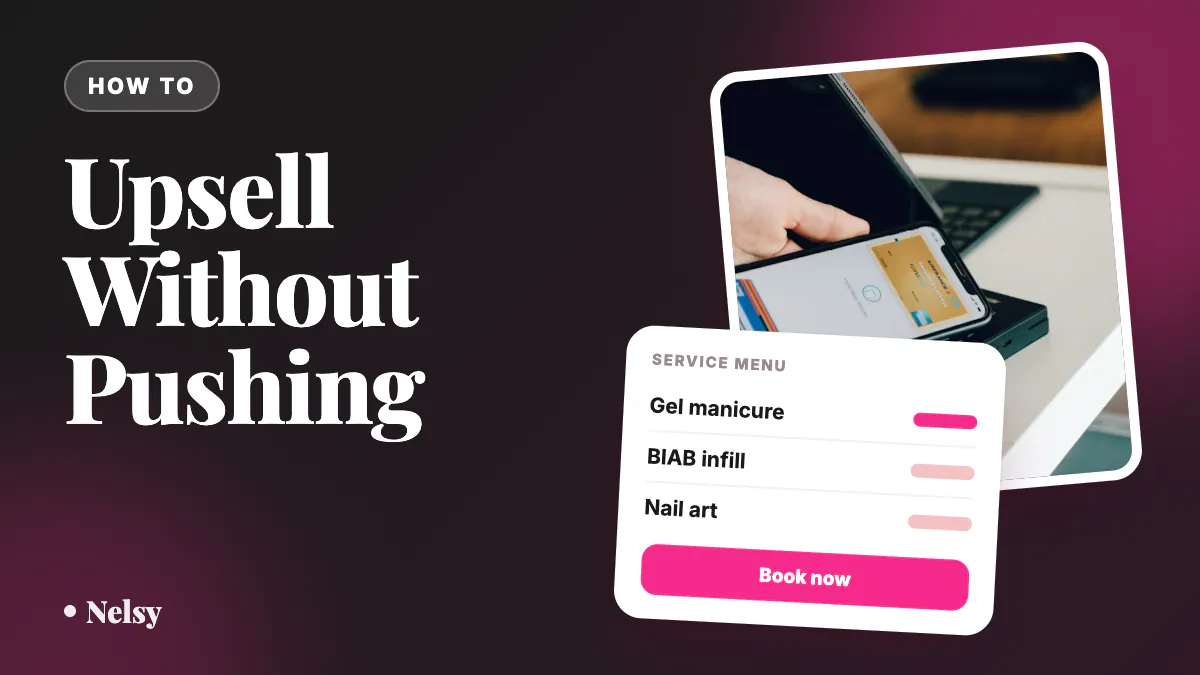 HOW TO
Upsell
Without
Pushing
SERVICE MENU
Gel manicure
BIAB infill
Nail art
Book now
• Nelsy